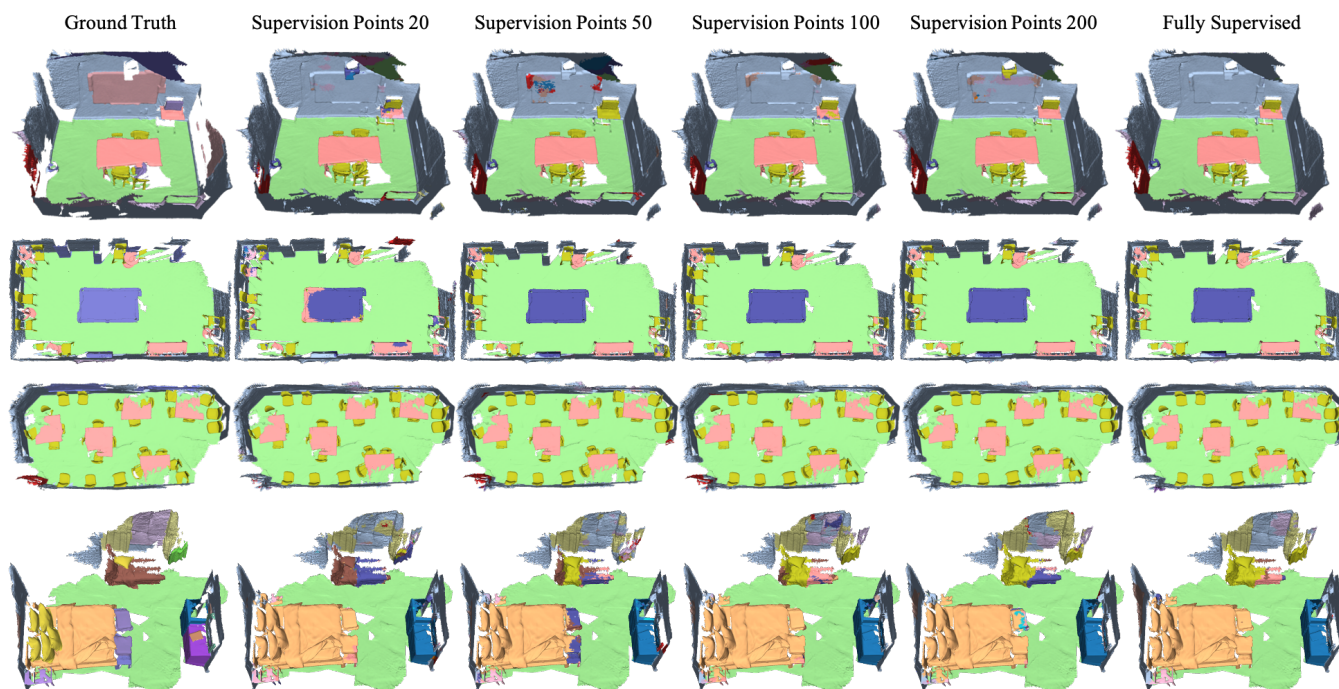 Ground Truth
Supervision Points 20
Supervision Points 50
Supervision Points 100
Supervision Points 200
Fully Supervised